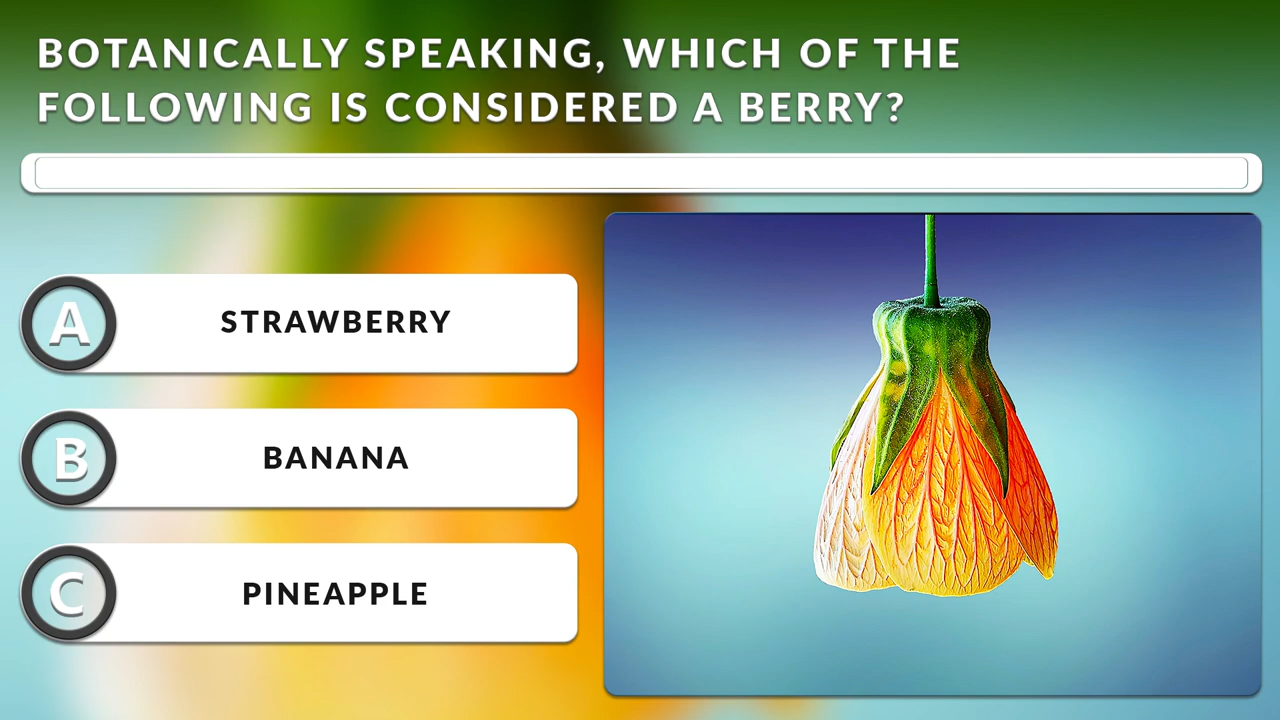 BOTANICALLY SPEAKING, WHICH OF THE
FOLLOWING IS CONSIDERED A BERRY?
A STRAWBERRY
B BANANA
C PINEAPPLE